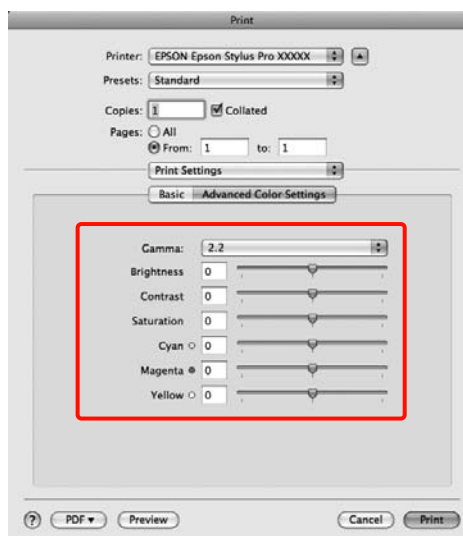 Print
Printer: EPSON Epson Stylus Pro XXXXX
Presets: Standard
Copies: 1 Collated
Pages: All
From: 1 to: 1
Print Settings
Basic Advanced Color Settings
Gamma: 2.2
Brightness 0
Contrast 0
Saturation 0
Cyan 0
Magenta 0
Yellow 0
? PDF Preview Cancel Print